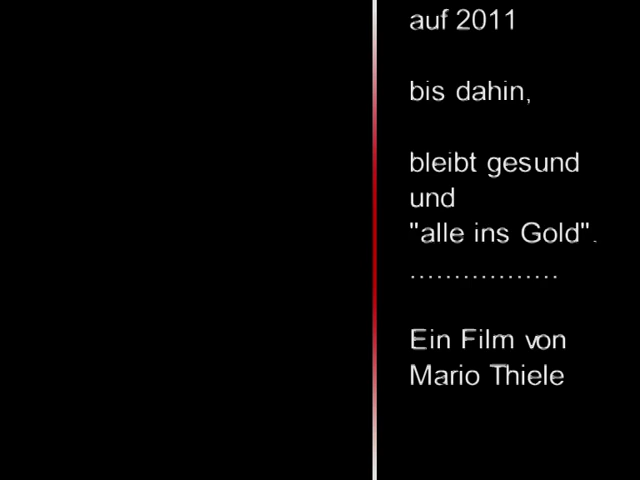 auf 2011
bis dahin,
bleibt gesund
und
"alle ins Gold".
.................
Ein Film von
Mario Thiele